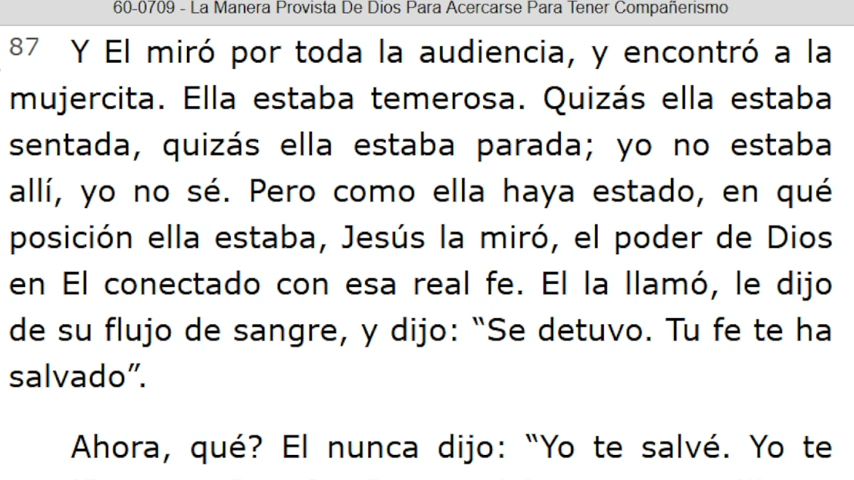 60-0709 - La Manera Provista De Dios Para Acercarse Para Tener Compañerismo
87 Y El miró por toda la audiencia, y encontró a la
mujercita. Ella estaba temerosa. Quizás ella estaba
sentada, quizás ella estaba parada; yo no estaba
allí, yo no sé. Pero como ella haya estado, en qué
posición ella estaba, Jesús la miró, el poder de Dios
en El conectado con esa real fe. El la llamó, le dijo
de su flujo de sangre, y dijo: “Se detuvo. Tu fe te ha
salvado”.
Ahora, qué? El nunca dijo: “Yo te salvé. Yo te